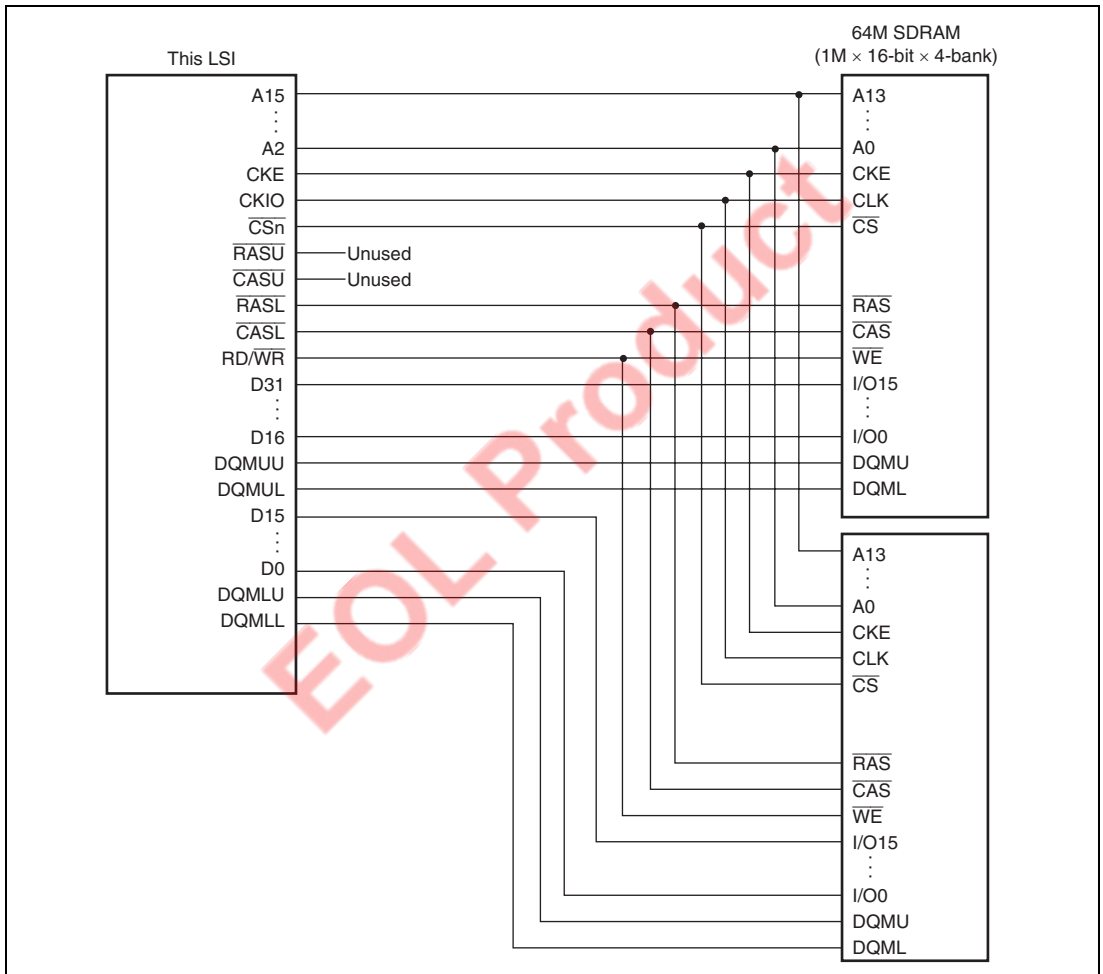 64M SDRAM
(1M × 16-bit × 4-bank)
This LSI
A15
A2
CKE
CKIO
CSn
RASU
CASU
RASL
CASL
RD/WR
D31
D16
DQMUU
DQMUL
D15
D0
DQMLU
DQMLL
Unused
Unused
A13
A0
CKE
CLK
CS
RAS
CAS
WE
I/O15
I/O0
DQMU
DQML
A13
A0
CKE
CLK
CS
RAS
CAS
WE
I/O15
I/O0
DQMU
DQML
EOL Product